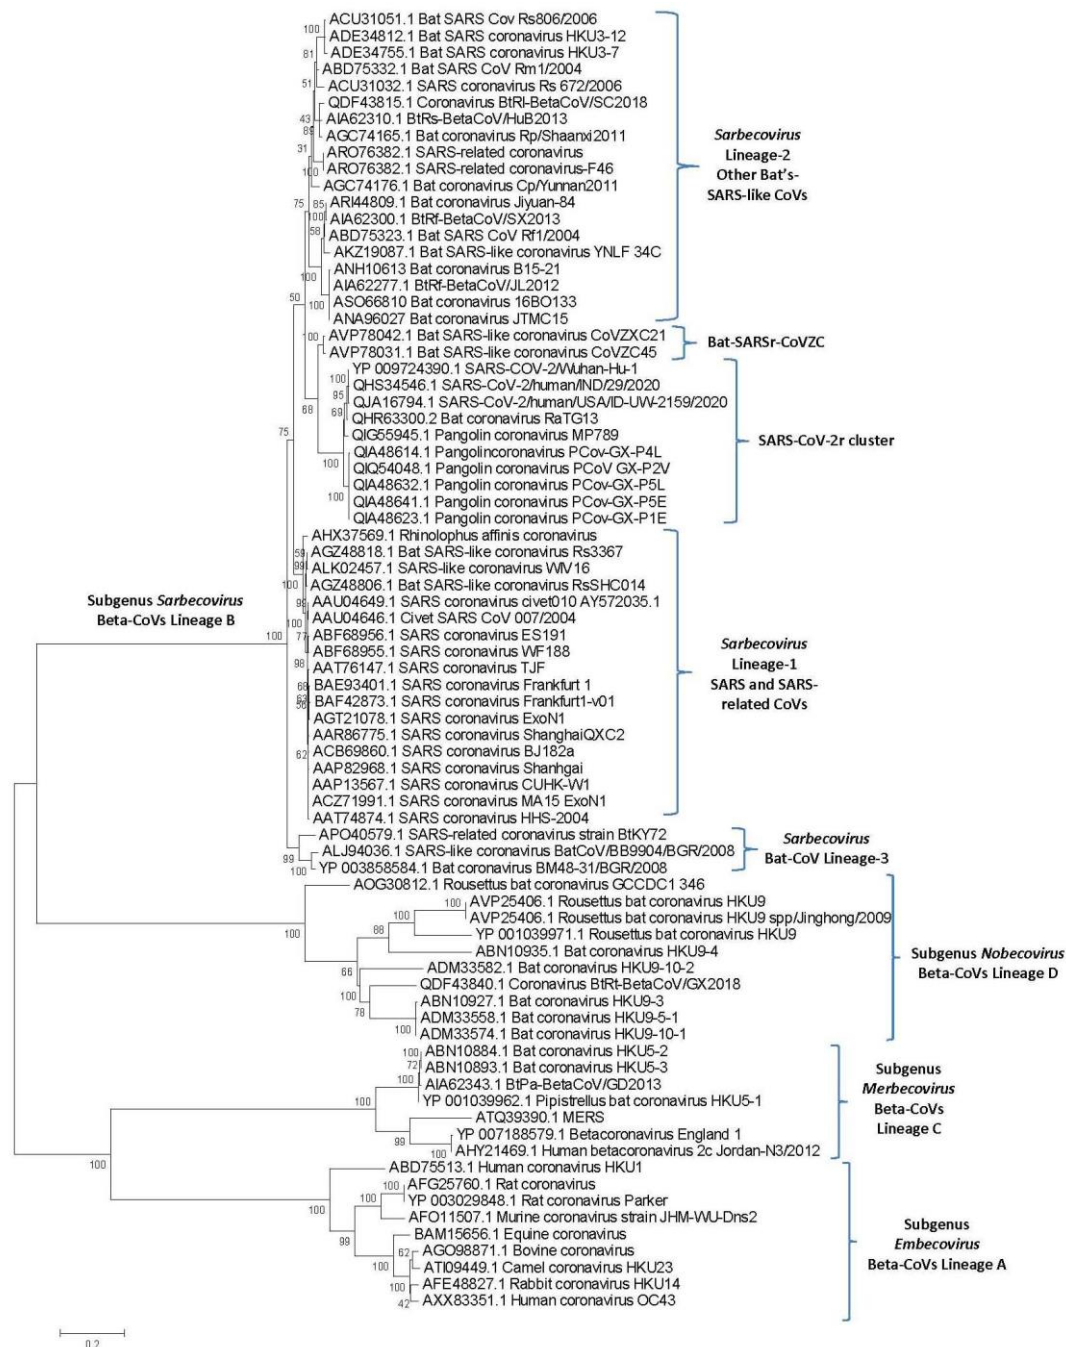 ACU31051.1 Bat SARS Cov Rs806/2006
ADE34812.1 Bat SARS coronavirus HKU3-12
ADE34755.1 Bat SARS coronavirus HKU3-7
ABD75332.1 Bat SARS CoV Rm1/2004
ACU31032.1 SARS coronavirus Rs 672/2006
QDF43815.1 Coronavirus BtRl-BetaCoV/SC2018
AIA62310.1 BtRs-BetaCoV/HuB2013
AGC74165.1 Bat coronavirus Rp/Shaanxi2011
ARO76382.1 SARS-related coronavirus
ARO76382.1 SARS-related coronavirus-F46
AGC74176.1 Bat coronavirus Cp/Yunnan2011
ARI44809.1 Bat coronavirus Jiyuan-84
AIA62300.1 BtRf-BetaCoV/SX2013
ABD75323.1 Bat SARS CoV Rf1/2004
AKZ19087.1 Bat SARS-like coronavirus YNLF 34C
ANH10613 Bat coronavirus B15-21
AIA62277.1 BtRf-BetaCoV/JL2012
ASO66810 Bat coronavirus 16BO133
ANA96027 Bat coronavirus JTMC15
Sarbecovirus
Lineage-2
Other Bat's-
SARS-like CoVs
AVP78042.1 Bat SARS-like coronavirus CoVZXC21
AVP78031.1 Bat SARS-like coronavirus CoVZC45
Bat-SARSr-CoVZC
YP 009724390.1 SARS-COV-2/Wuhan-Hu-1
QHS34546.1 SARS-CoV-2/human/IND/29/2020
QJA16794.1 SARS-CoV-2/human/USA/ID-UW-2159/2020
QHR63300.2 Bat coronavirus RaTG13
QIG55945.1 Pangolin coronavirus MP789
QIA48614.1 Pangolincoronavirus PCov-GX-P4L
QIQ54048.1 Pangolin coronavirus PCoV GX-P2V
QIA48632.1 Pangolin coronavirus PCov-GX-P5L
QIA48641.1 Pangolin coronavirus PCov-GX-P5E
QIA48623.1 Pangolin coronavirus PCov-GX-P1E
SARS-CoV-2r cluster
AHX37569.1 Rhinolophus affinis coronavirus
AGZ48818.1 Bat SARS-like coronavirus Rs3367
ALK02457.1 SARS-like coronavirus WIV16
AGZ48806.1 Bat SARS-like coronavirus RsSHC014
AAU04649.1 SARS coronavirus civet010 AY572035.1
AAU04646.1 Civet SARS CoV 007/2004
ABF68956.1 SARS coronavirus ES191
ABF68955.1 SARS coronavirus WF188
AAT76147.1 SARS coronavirus TJF
BAE93401.1 SARS coronavirus Frankfurt 1
BAF42873.1 SARS coronavirus Frankfurt1-v01
AGT21078.1 SARS coronavirus ExoN1
AAR86775.1 SARS coronavirus ShanghaiQXC2
ACB69860.1 SARS coronavirus BJ182a
AAP82968.1 SARS coronavirus Shanhgai
AAP13567.1 SARS coronavirus CUHK-W1
ACZ71991.1 SARS coronavirus MA15 ExoN1
AAT74874.1 SARS coronavirus HHS-2004
Sarbecovirus
Lineage-1
SARS and SARS-
related CoVs
Subgenus Sarbecovirus
Beta-CoVs Lineage B
APO40579.1 SARS-related coronavirus strain BtKY72
ALJ94036.1 SARS-like coronavirus BatCoV/BB9904/BGR/2008
YP 003858584.1 Bat coronavirus BM48-31/BGR/2008
Sarbecovirus
Bat-CoV Lineage-3
AOG30812.1 Rousettus bat coronavirus GCCDC1 346
AVP25406.1 Rousettus bat coronavirus HKU9
AVP25406.1 Rousettus bat coronavirus HKU9 spp/Jinghong/2009
YP 001039971.1 Rousettus bat coronavirus HKU9
ABN10935.1 Bat coronavirus HKU9-4
ADM33582.1 Bat coronavirus HKU9-10-2
QDF43840.1 Coronavirus BtRt-BetaCoV/GX2018
ABN10927.1 Bat coronavirus HKU9-3
ADM33558.1 Bat coronavirus HKU9-5-1
ADM33574.1 Bat coronavirus HKU9-10-1
Subgenus Nobecovirus
Beta-CoVs Lineage D
ABN10884.1 Bat coronavirus HKU5-2
ABN10893.1 Bat coronavirus HKU5-3
AIA62343.1 BtPa-BetaCoV/GD2013
YP 001039962.1 Pipistrellus bat coronavirus HKU5-1
ATQ39390.1 MERS
YP 007188579.1 Betacoronavirus England 1
AHY21469.1 Human betacoronavirus 2c Jordan-N3/2012
Subgenus
Merbecovirus
Beta-CoVs
Lineage C
ABD75513.1 Human coronavirus HKU1
AFG25760.1 Rat coronavirus
YP 003029848.1 Rat coronavirus Parker
AFO11507.1 Murine coronavirus strain JHM-WU-Dns2
BAM15656.1 Equine coronavirus
AGO98871.1 Bovine coronavirus
ATI09449.1 Camel coronavirus HKU23
AFE48827.1 Rabbit coronavirus HKU14
AXX83351.1 Human coronavirus OC43
Subgenus
Embecovirus
Beta-CoVs Lineage A
0.2